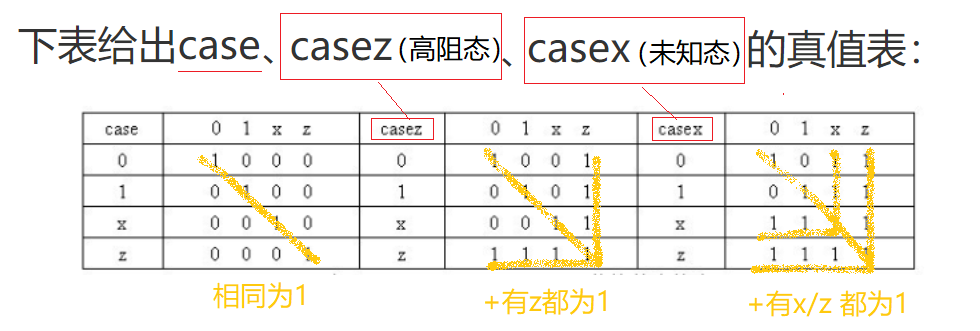 下表给出case、casez(高阻态)、casex(未知态)的真值表：
case 0 1 x z casez 0 1 x z casex 0 1 x z
0 1 0 0 0 0 1 0 0 1 0 1 0 1 1
1 0 1 0 0 1 0 1 0 1 1 0 1 1 1
x 0 0 1 0 x 0 0 1 1 x 1 1 1 1
z 0 0 0 1 z 1 1 1 1 z 1 1 1 1
相同为1 +有z都为1 +有x/z 都为1